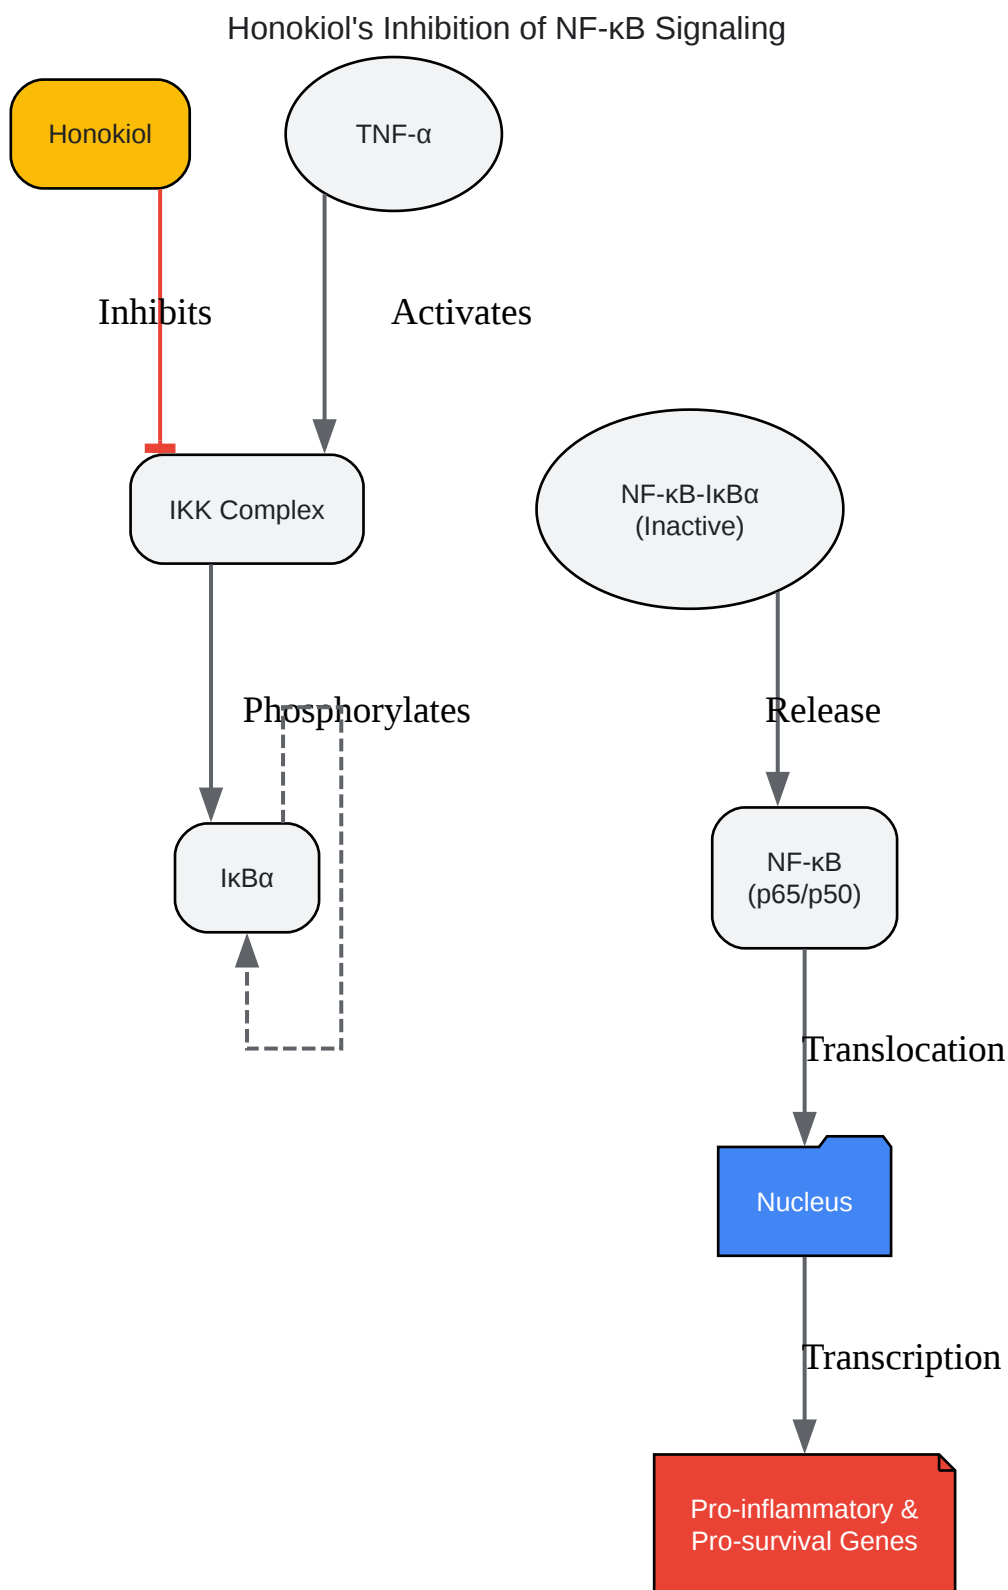 Honokiol's Inhibition of NF-κB Signaling
Honokiol
TNF-α
Inhibits
Activates
IKK Complex
NF-κB-IκBα
(Inactive)
Phosphorylates
Release
IκBα
NF-κB
(p65/p50)
Translocation
Nucleus
Transcription
Pro-inflammatory &
Pro-survival Genes